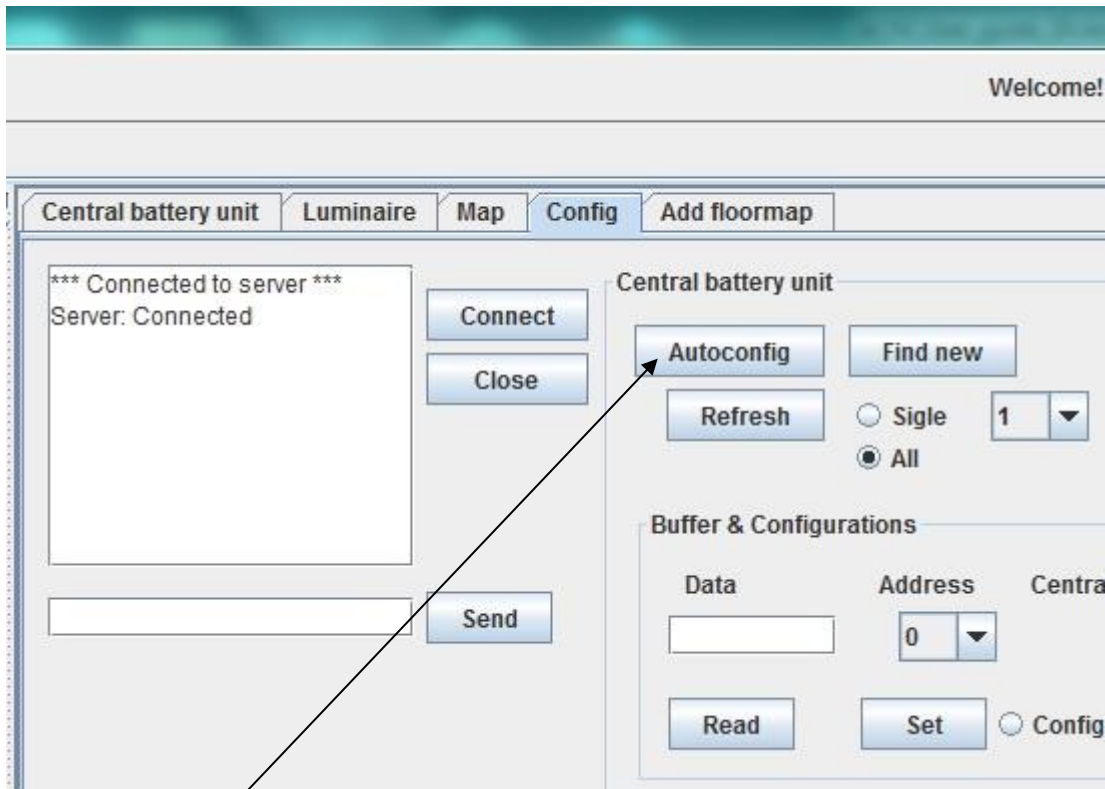 Welcome!
Central battery unit Luminaire Map Config Add floormap
*** Connected to server ***
Server: Connected
Connect
Close
Send
Central battery unit
Autoconfig Find new
Refresh Sigle 1
All
Buffer & Configurations
Data Address Centra
0
Read Set Config